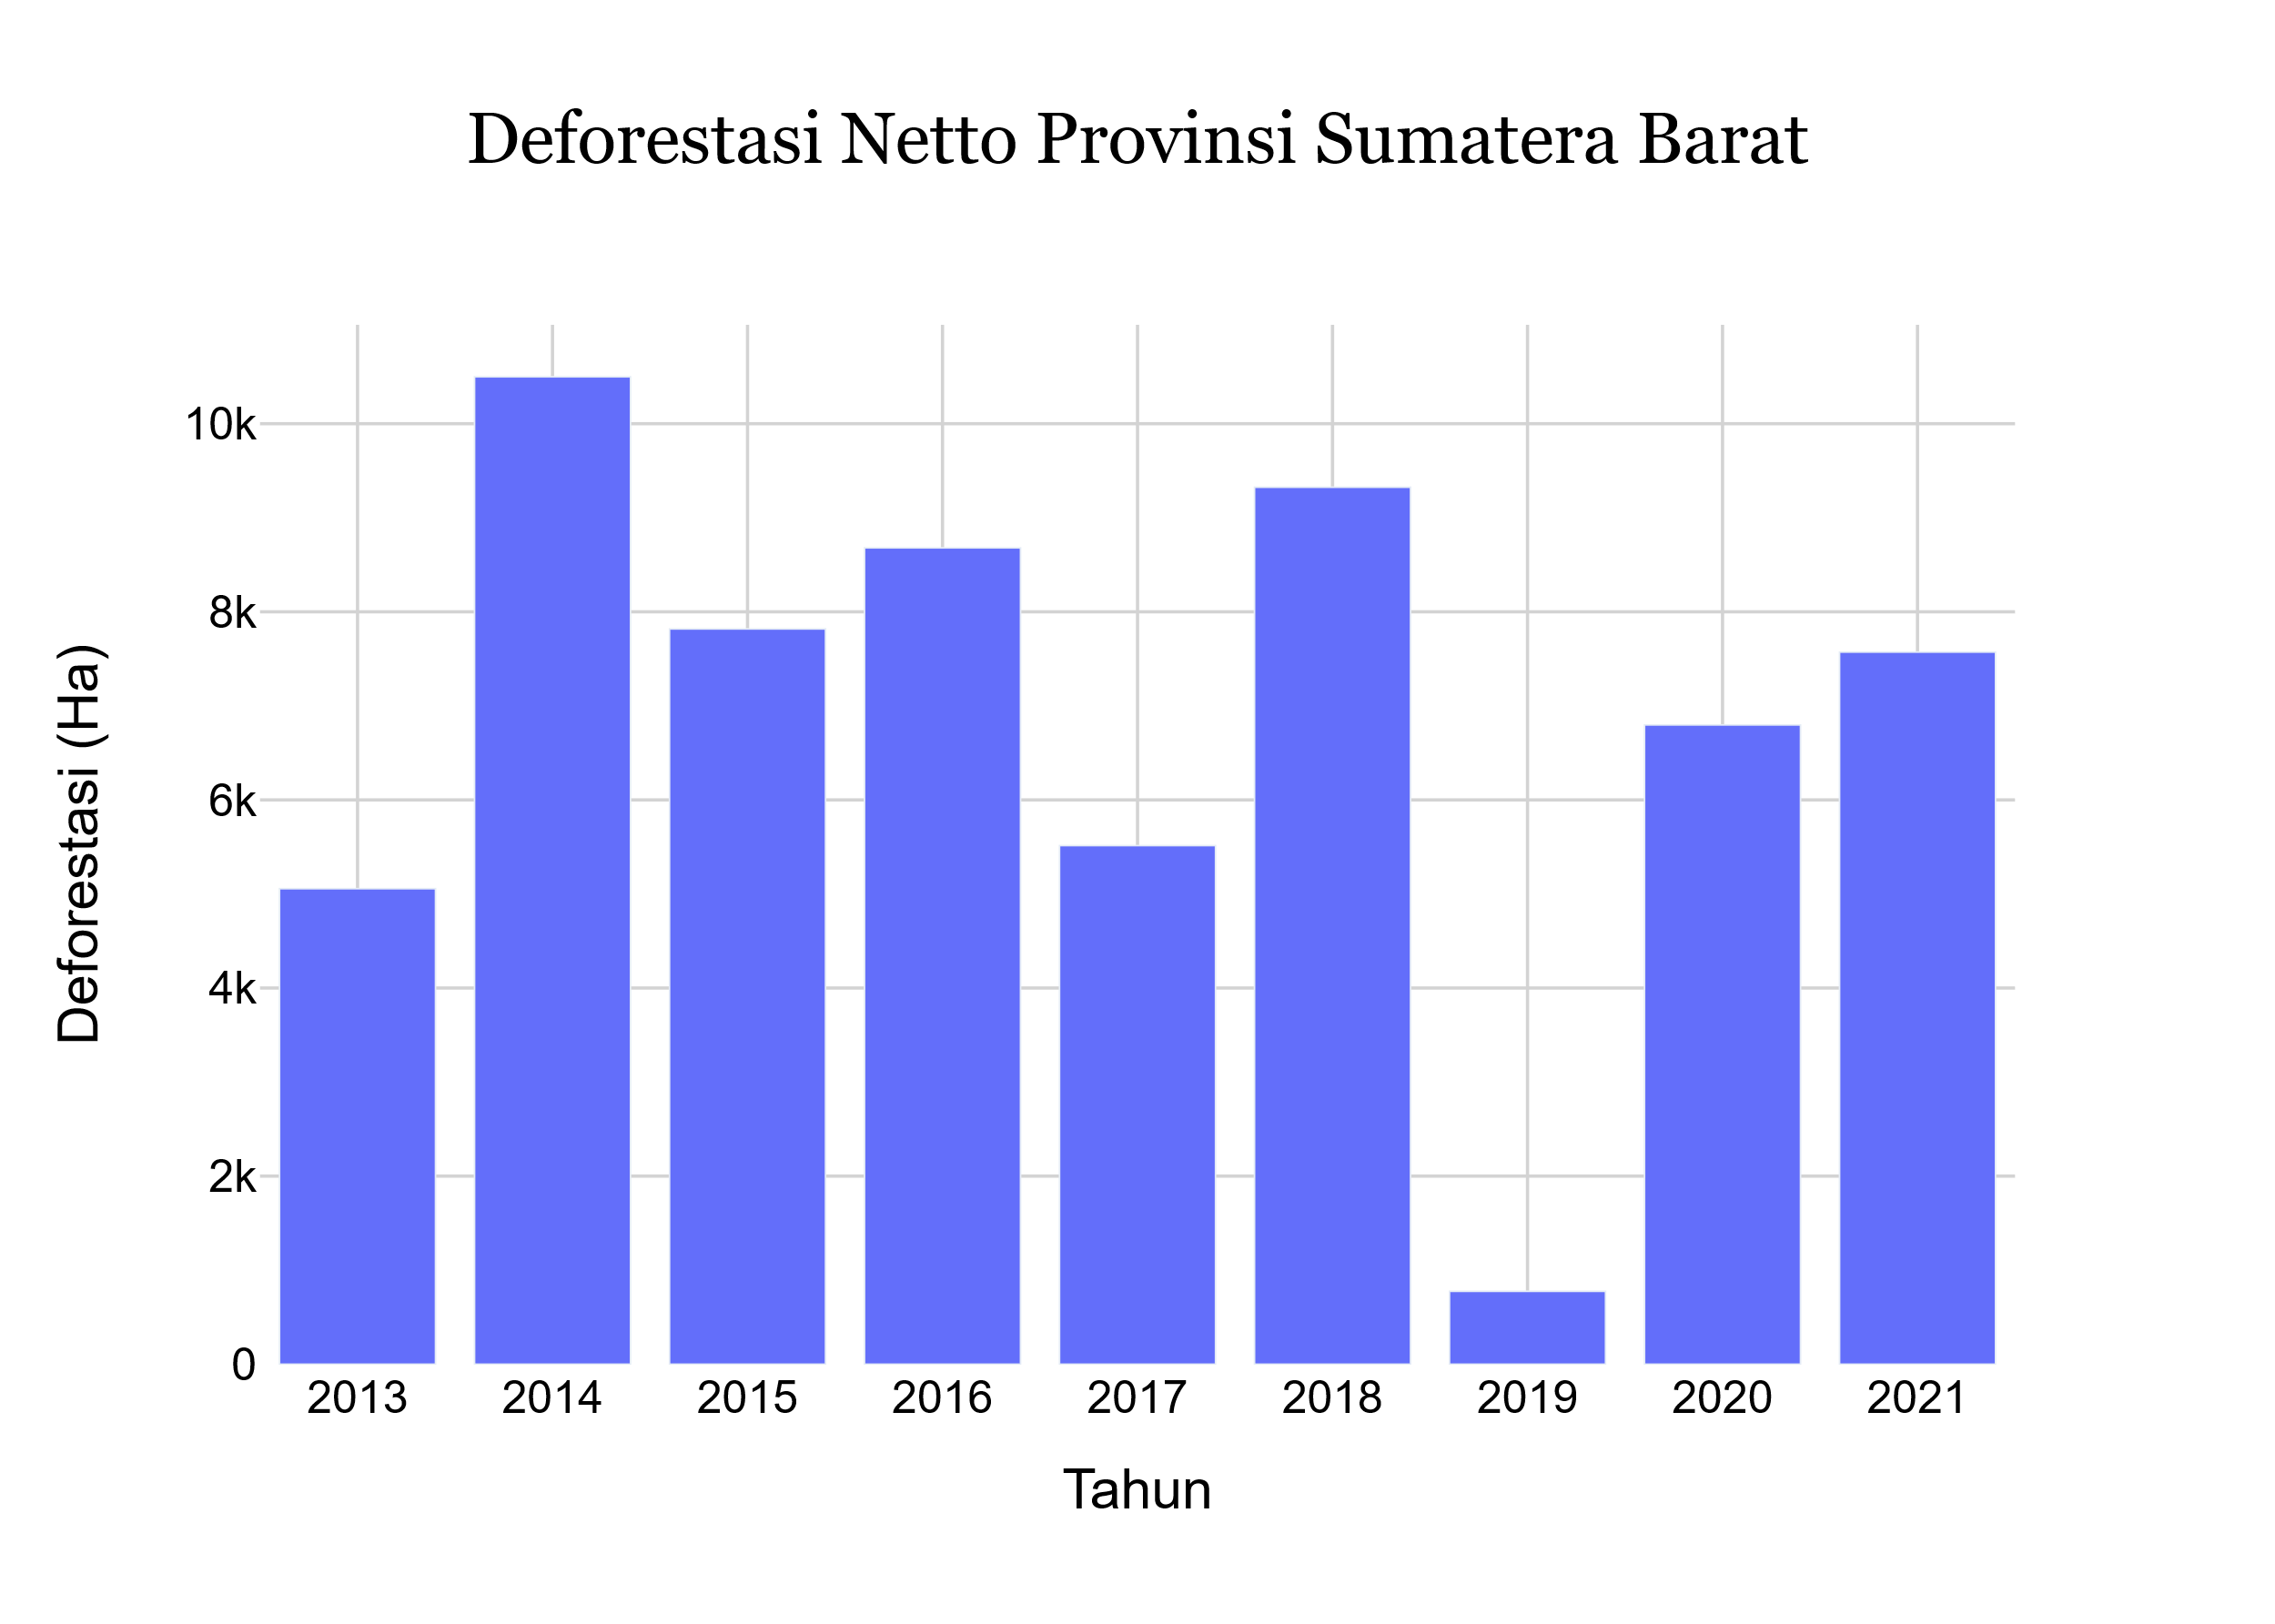 Deforestasi Netto Provinsi Sumatera Barat
Deforestasi (Ha)
10k
8k
6k
4k
2k
0
2013 2014 2015 2016 2017 2018 2019 2020 2021
Tahun